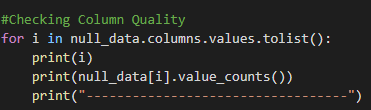 #Checking Column Quality
for i in null_data.columns.values.tolist():
    print(i)
    print(null_data[i].value_counts())
    print("----------------------------------")